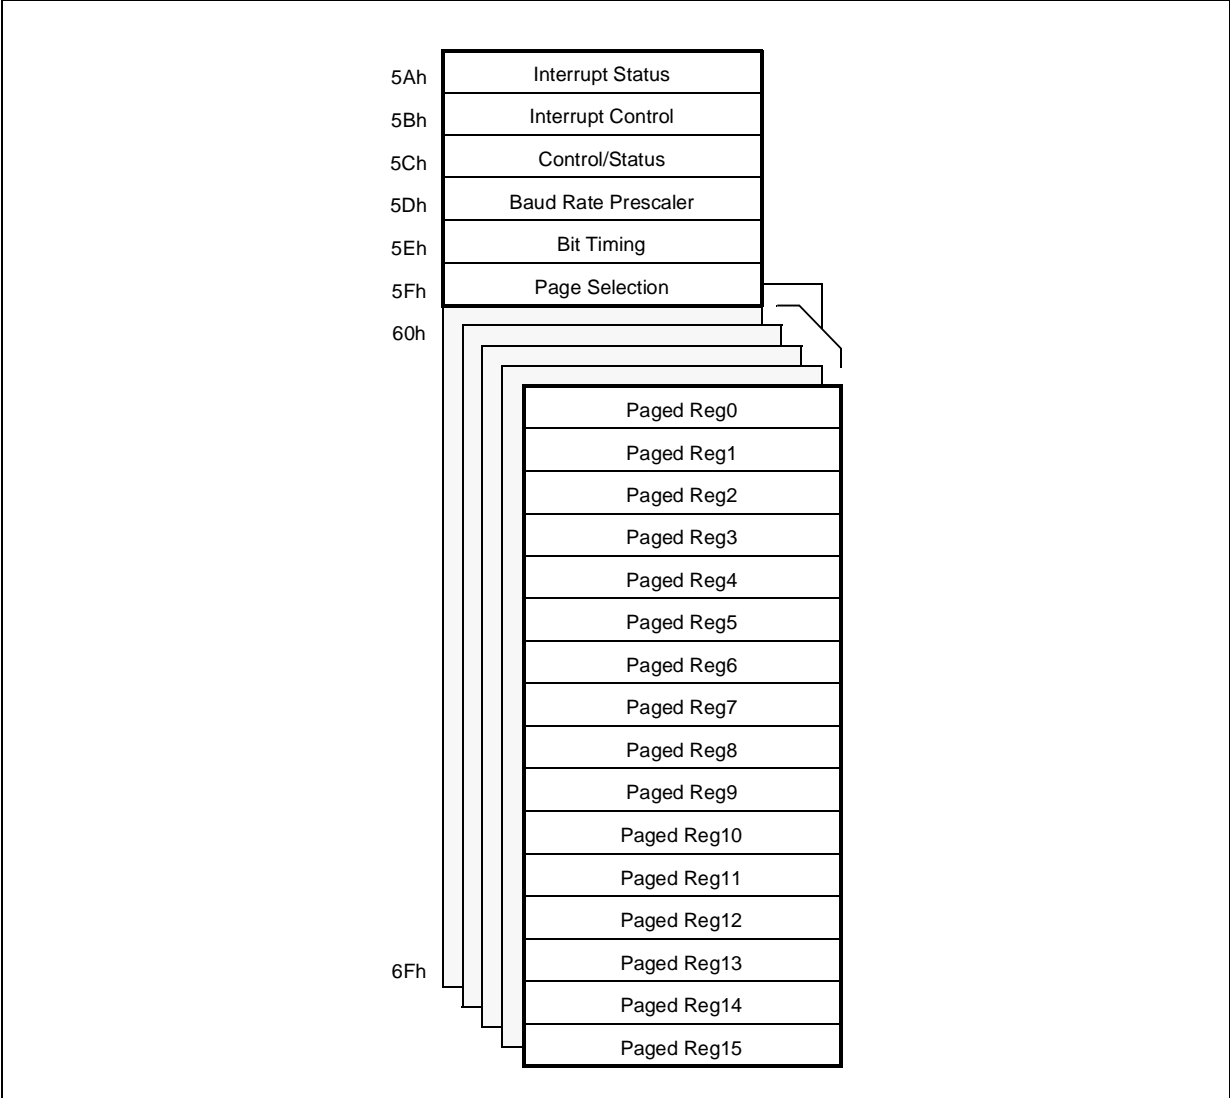 5Ah Interrupt Status
5Bh Interrupt Control
5Ch Control/Status
5Dh Baud Rate Prescaler
5Eh Bit Timing
5Fh Page Selection
60h
Paged Reg0
Paged Reg1
Paged Reg2
Paged Reg3
Paged Reg4
Paged Reg5
Paged Reg6
Paged Reg7
Paged Reg8
Paged Reg9
Paged Reg10
Paged Reg11
Paged Reg12
6Fh Paged Reg13
Paged Reg14
Paged Reg15